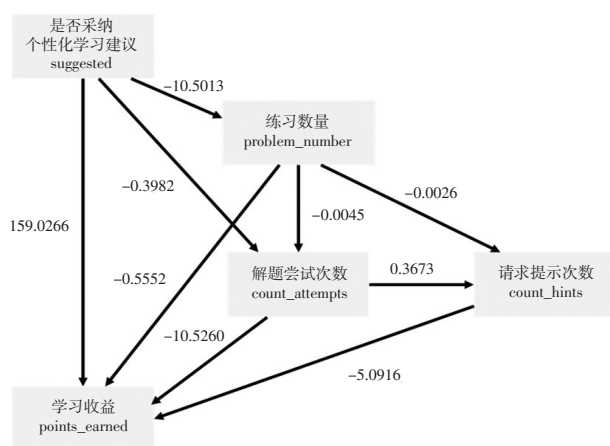 是否采纳
个性化学习建议
suggested
−10.5013
练习数量
problem_number
−0.3982
−0.0045
−0.0026
159.0266
−0.5552
解题尝试次数
count_attempts
0.3673
请求提示次数
count_hints
−10.5260
−5.0916
学习收益
points_earned